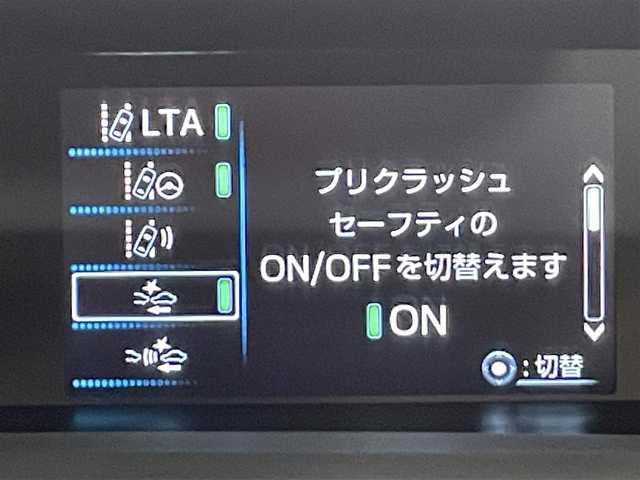 LTA
プリクラッシュ
セーフティの
ON/OFFを切替えます
ON
:切替